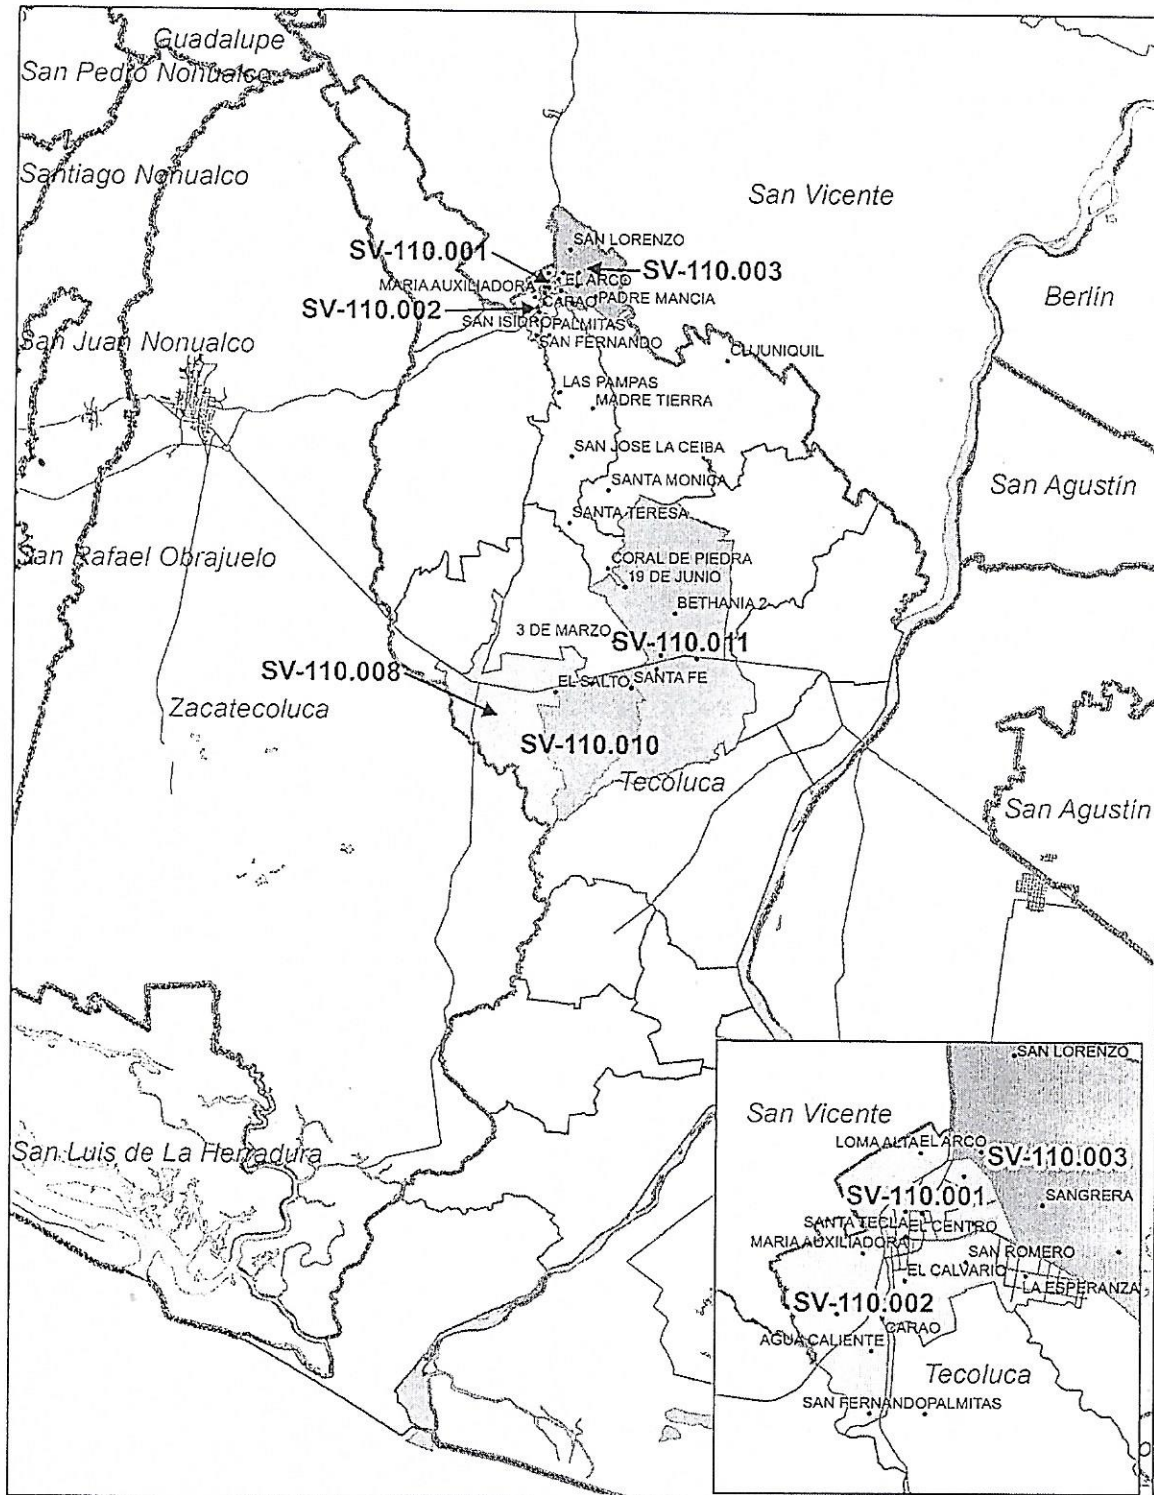 Guadalupe
San Pedro Nonualco
Santiago Nonualco
San Vicente
SAN LORENZO
SV-110.001
SV-110.003
MARIA AUXILIADORA
EL ARCO
PADRE MANCIA
CARAO
SV-110.002
SAN ISIDRO
PALMITAS
SAN FERNANDO
Berlín
San Juan Nonualco
LAS PAMPAS
MADRE TIERRA
SAN JOSE LA CEIBA
SANTA MONICA
San Agustín
SANTA TERESA
San Rafael Obrajuelo
CORAL DE PIEDRA
19 DE JUNIO
BETHANIA 2
3 DE MARZO
SV-110.011
SV-110.008
EL SALTO
SANTA FE
Zacatecoluca
SV-110.010
Tecoluca
San Agustín
San Luis de La Herradura
SAN LORENZO
San Vicente
LOMA ALTA
EL ARCO
SV-110.003
SV-110.001
SANGRERA
SANTA TECLA
EL CENTRO
MARIA AUXILIADORA
SAN ROMERO
EL CALVARIO
LA ESPERANZA
SV-110.002
CARAO
AGUA CALIENTE
Tecoluca
SAN FERNANDO
PALMITAS